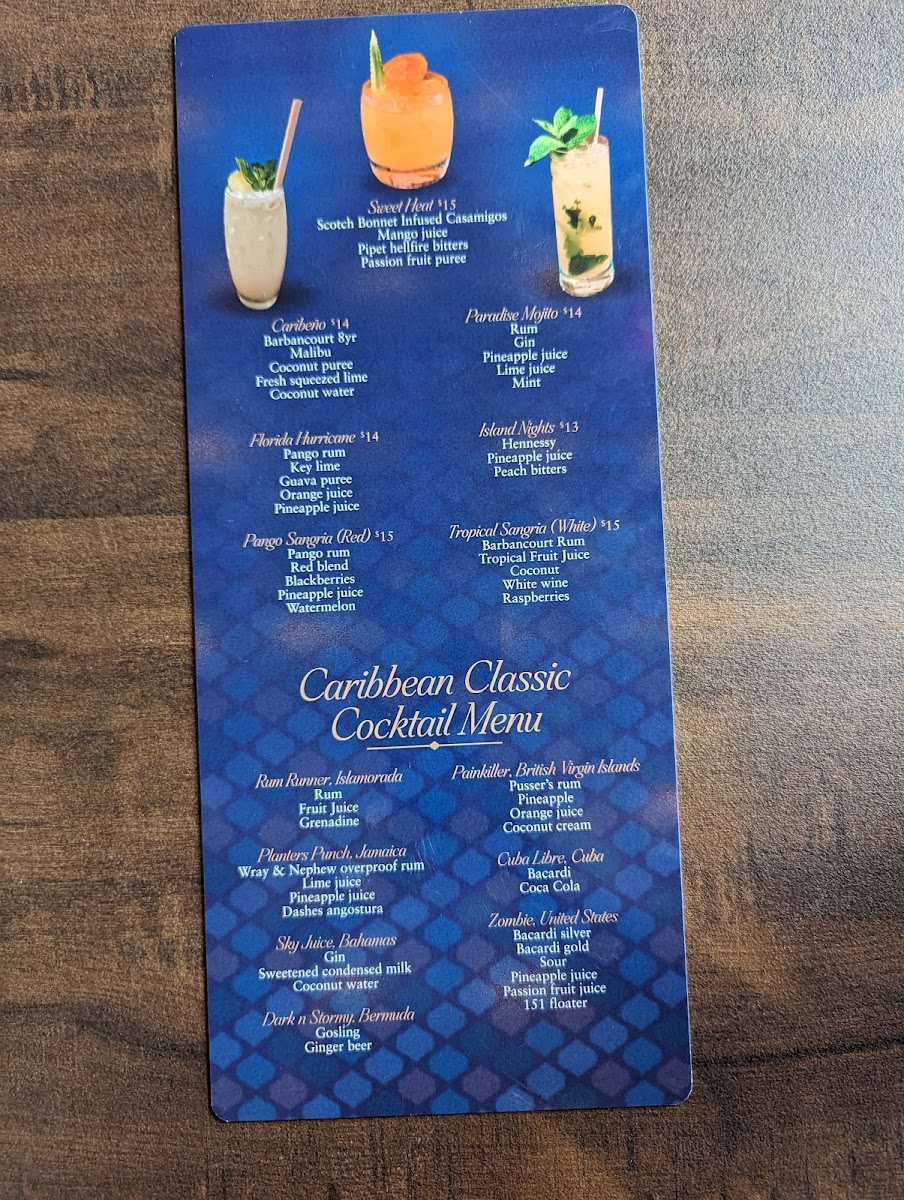 Sweet Heat $15
Scotch Bonnet Infused Casamigos
Mango juice
Pipet hellfire bitters
Passion fruit puree
Caribeño $14
Barbancourt 8yr
Malibu
Coconut puree
Fresh squeezed lime
Coconut water
Paradise Mojito $14
Rum
Gin
Pineapple juice
Lime juice
Mint
Florida Hurricane $14
Pango rum
Key lime
Guava puree
Orange juice
Pineapple juice
Island Nights $13
Hennessy
Pineapple juice
Peach bitters
Pango Sangria (Red) $15
Pango rum
Red blend
Blackberries
Pineapple juice
Watermelon
Tropical Sangria (White) $15
Barbancourt Rum
Tropical Fruit Juice
Coconut
White wine
Raspberries
Caribbean Classic
Cocktail Menu
Rum Runner, Islamorada
Rum
Fruit Juice
Grenadine
Painkiller, British Virgin Islands
Pusser's rum
Pineapple
Orange juice
Coconut cream
Planters Punch, Jamaica
Wray & Nephew overproof rum
Lime juice
Pineapple juice
Dashes angostura
Cuba Libre, Cuba
Bacardi
Coca Cola
Sky Juice, Bahamas
Gin
Sweetened condensed milk
Coconut water
Zombie, United States
Bacardi silver
Bacardi gold
Sour
Pineapple juice
Passion fruit juice
151 floater
Dark n Stormy, Bermuda
Gosling
Ginger beer